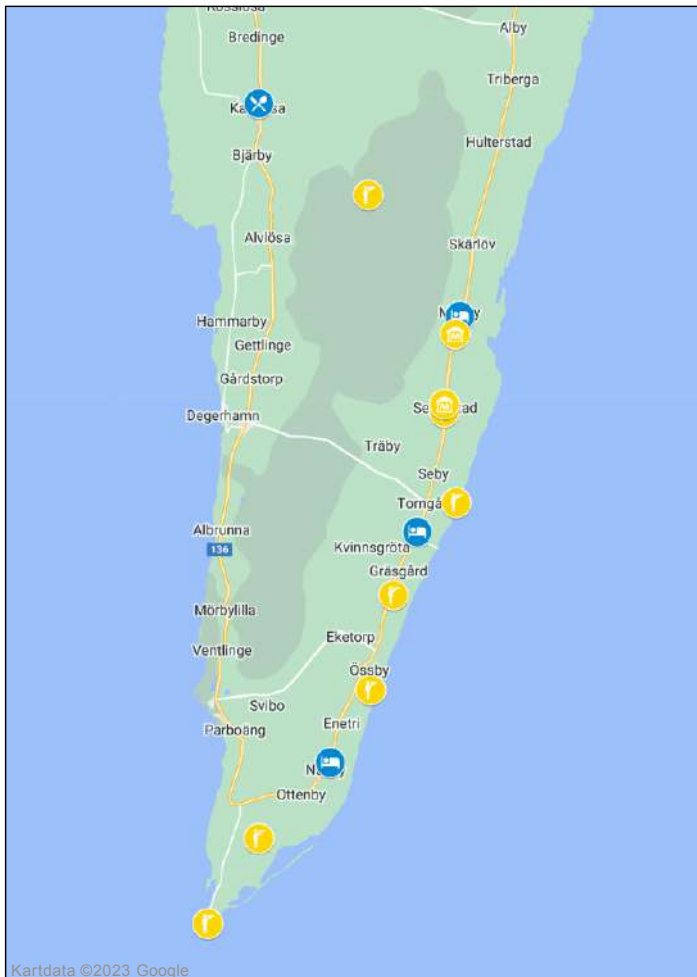 Bredinge
Alby
Triberga
Hulterstad
Bjärby
Alvlösa
Skärlöv
Hammarby
Gettlinge
Gårdstorp
Degerhamn
Träby
Seby
Albrunna
136
Kvinnsgröta
Gräsgård
Mörbylilla
Eketorp
Ventlinge
Össby
Svibo
Enetri
Parboäng
Ottenby
Kartdata ©2023 Google